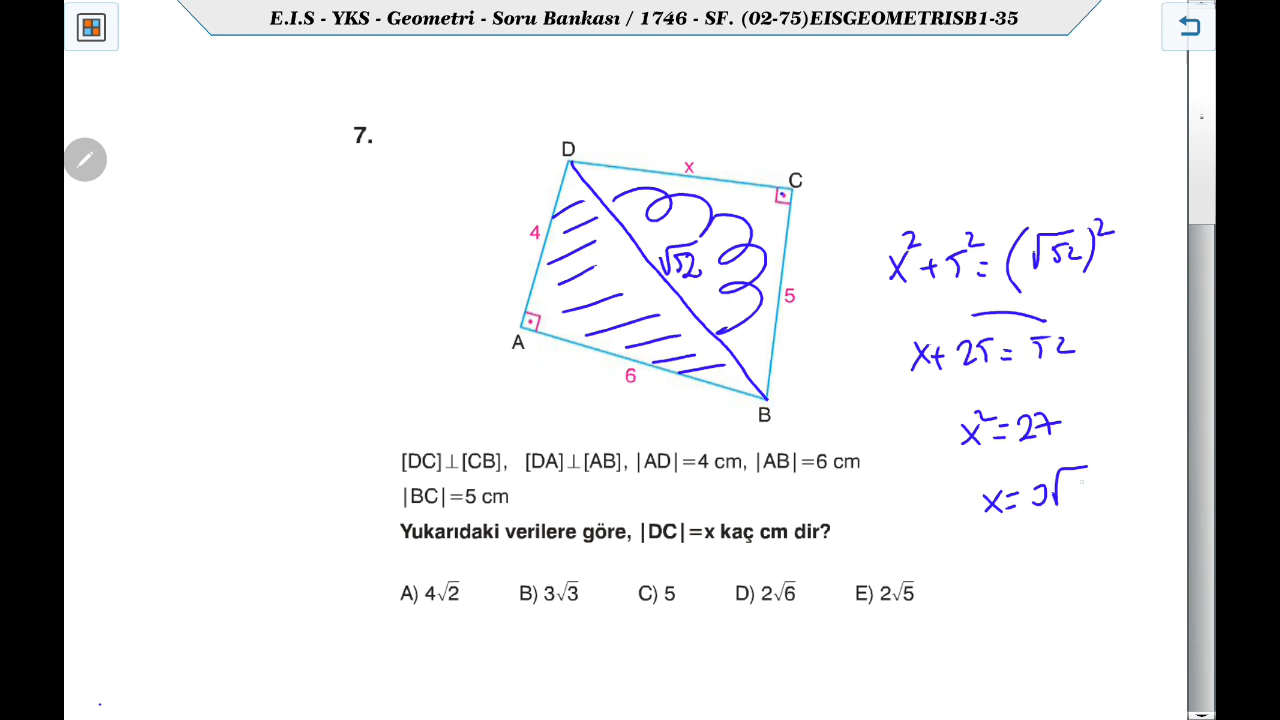 E.I.S - YKS - Geometri - Soru Bankası / 1746 - SF. (02-75)EISGEOMETRISB1-35
7.
D
x
C
4
√52
5
A
6
B
x²+5²=(√52)²
x+25=52
x²=27
x=3√
[DC]⊥[CB], [DA]⊥[AB], |AD|=4 cm, |AB|=6 cm
|BC|=5 cm
Yukarıdaki verilere göre, |DC|=x kaç cm dir?
A) 4√2 B) 3√3 C) 5 D) 2√6 E) 2√5